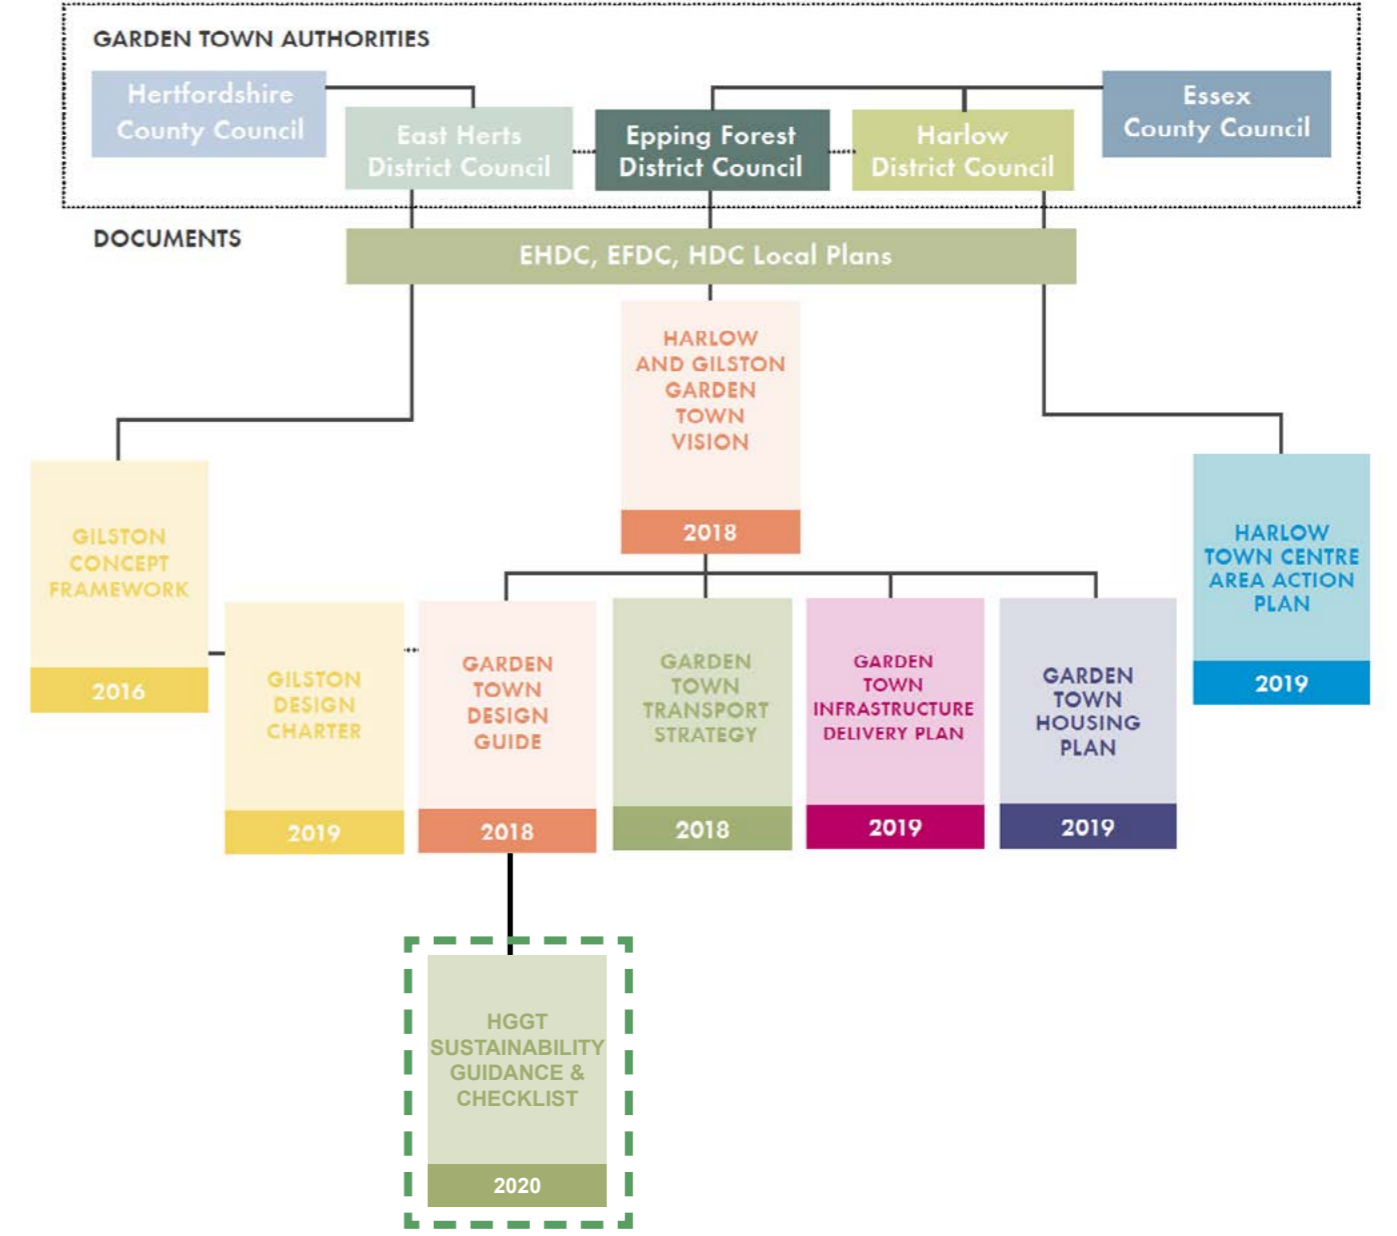 GARDEN TOWN AUTHORITIES
Hertfordshire
County Council
East Herts
District Council
Epping Forest
District Council
Harlow
District Council
Essex
County Council
DOCUMENTS
EHDC, EFDC, HDC Local Plans
HARLOW
AND GILSTON
GARDEN
TOWN
VISION
2018
GILSTON
CONCEPT
FRAMEWORK
2016
GILSTON
DESIGN
CHARTER
2019
GARDEN
TOWN
DESIGN
GUIDE
2018
GARDEN
TOWN
TRANSPORT
STRATEGY
2018
GARDEN
TOWN
INFRASTRUCTURE
DELIVERY PLAN
2019
GARDEN
TOWN
HOUSING
PLAN
2019
HARLOW
TOWN CENTRE
AREA ACTION
PLAN
2019
HGGT
SUSTAINABILITY
GUIDANCE &
CHECKLIST
2020